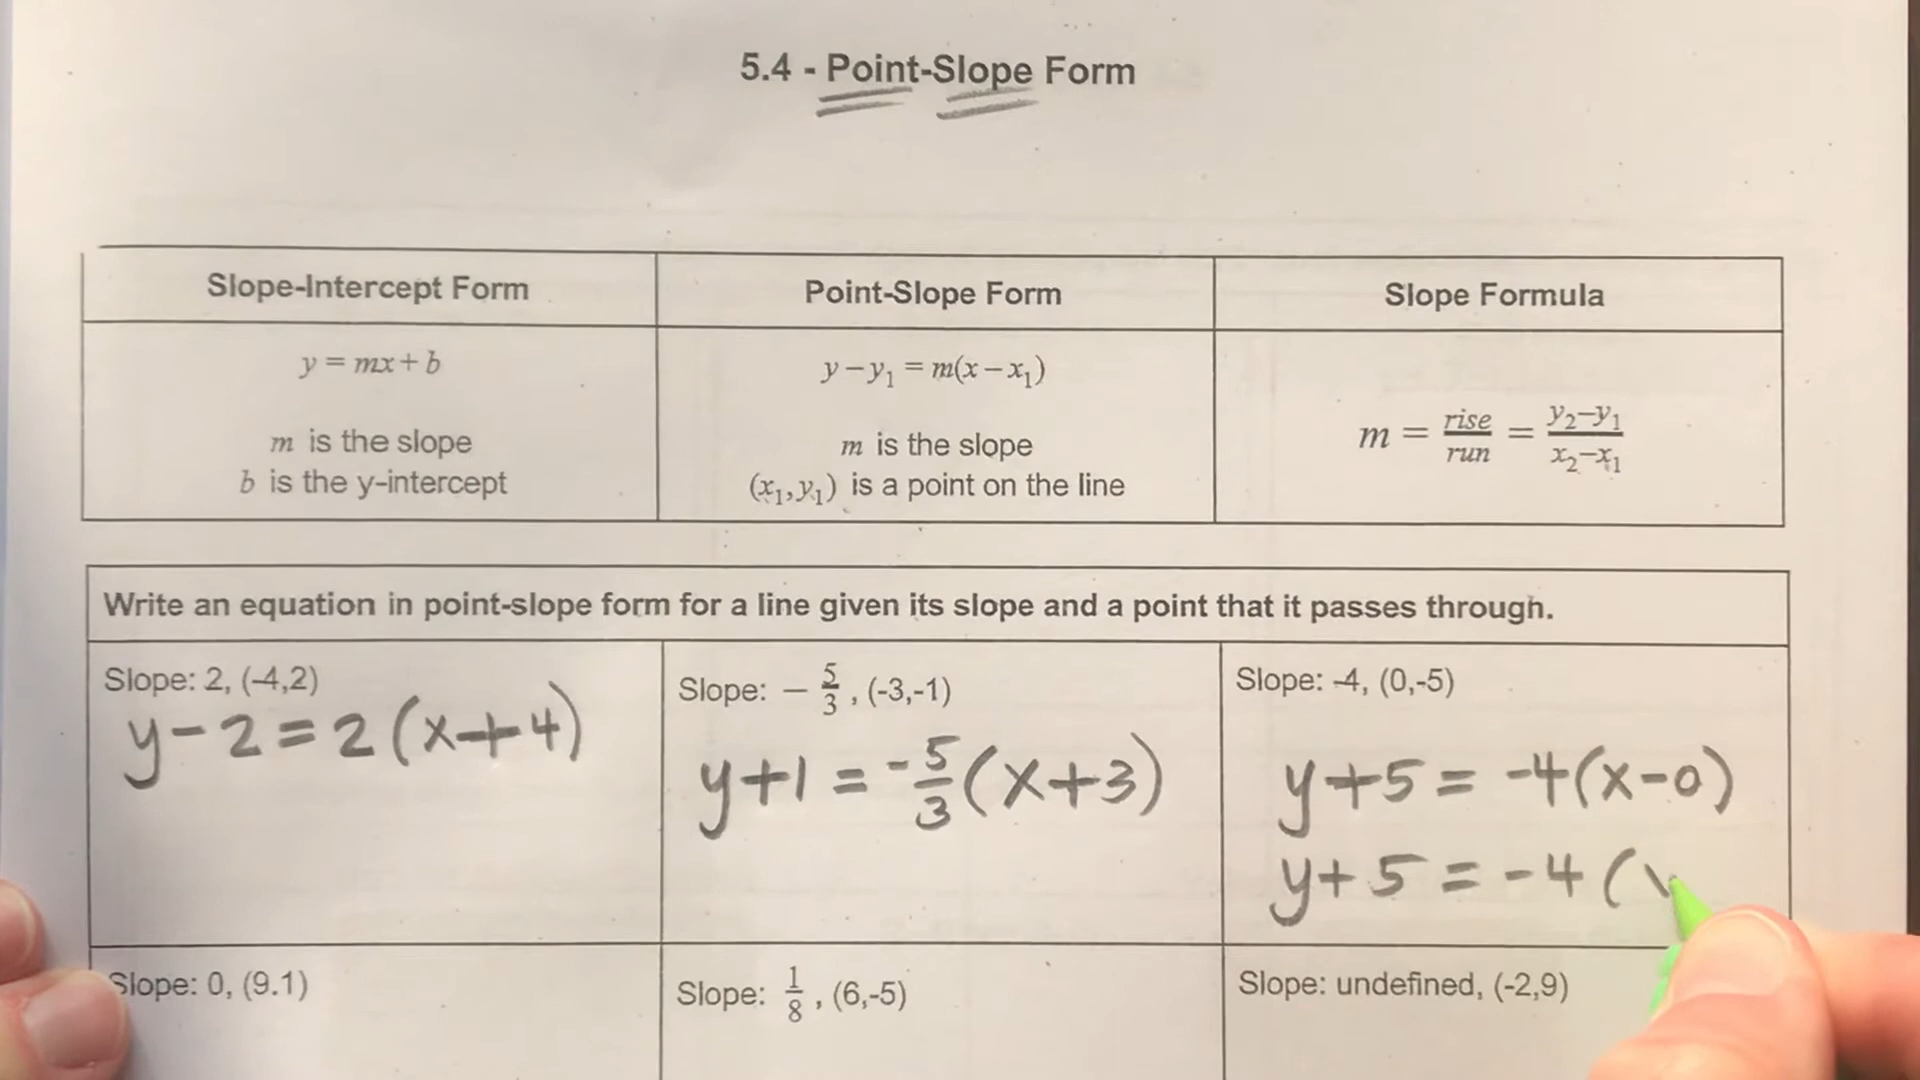 5.4 - Point-Slope Form
Slope-Intercept Form
y = mx + b
m is the slope
b is the y-intercept
Point-Slope Form
y − y₁ = m(x − x₁)
m is the slope
(x₁, y₁) is a point on the line
Slope Formula
m = rise/run = y₂−y₁/x₂−x₁
Write an equation in point-slope form for a line given its slope and a point that it passes through.
Slope: 2, (-4,2)
y-2=2(x+4)
Slope: − 5/3, (-3,-1)
y+1=-5/3(x+3)
Slope: -4, (0,-5)
y+5=-4(x-0)
y+5=-4(
Slope: 0, (9.1)
Slope: 1/8, (6,-5)
Slope: undefined, (-2,9)